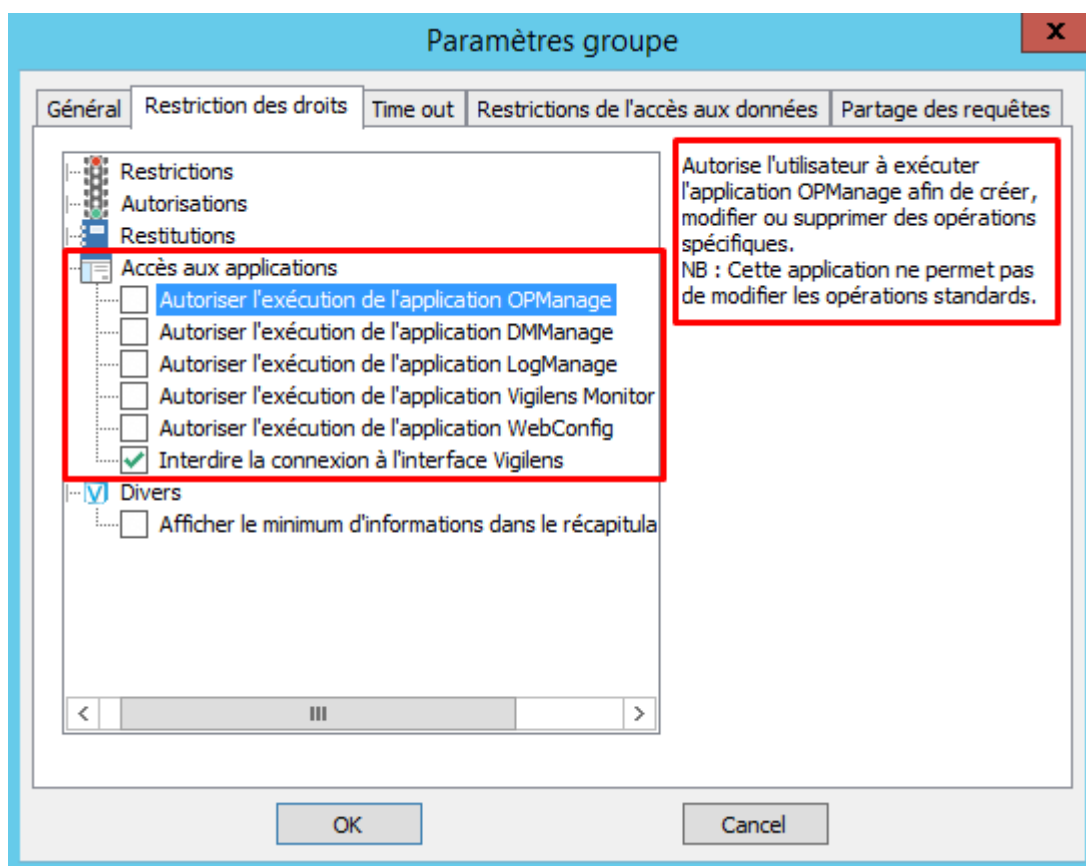 Paramètres groupe
x
Général
Restriction des droits
Time out
Restrictions de l'accès aux données
Partage des requêtes
Restrictions
Autorisations
Restitutions
Accès aux applications
Autoriser l'exécution de l'application OPManage
Autoriser l'exécution de l'application DMManage
Autoriser l'exécution de l'application LogManage
Autoriser l'exécution de l'application Vigilens Monitor
Autoriser l'exécution de l'application WebConfig
Interdire la connexion à l'interface Vigilens
Divers
Afficher le minimum d'informations dans le récapitula
Autorise l'utilisateur à exécuter
l'application OPManage afin de créer,
modifier ou supprimer des opérations
spécifiques.
NB : Cette application ne permet pas
de modifier les opérations standards.
OK
Cancel